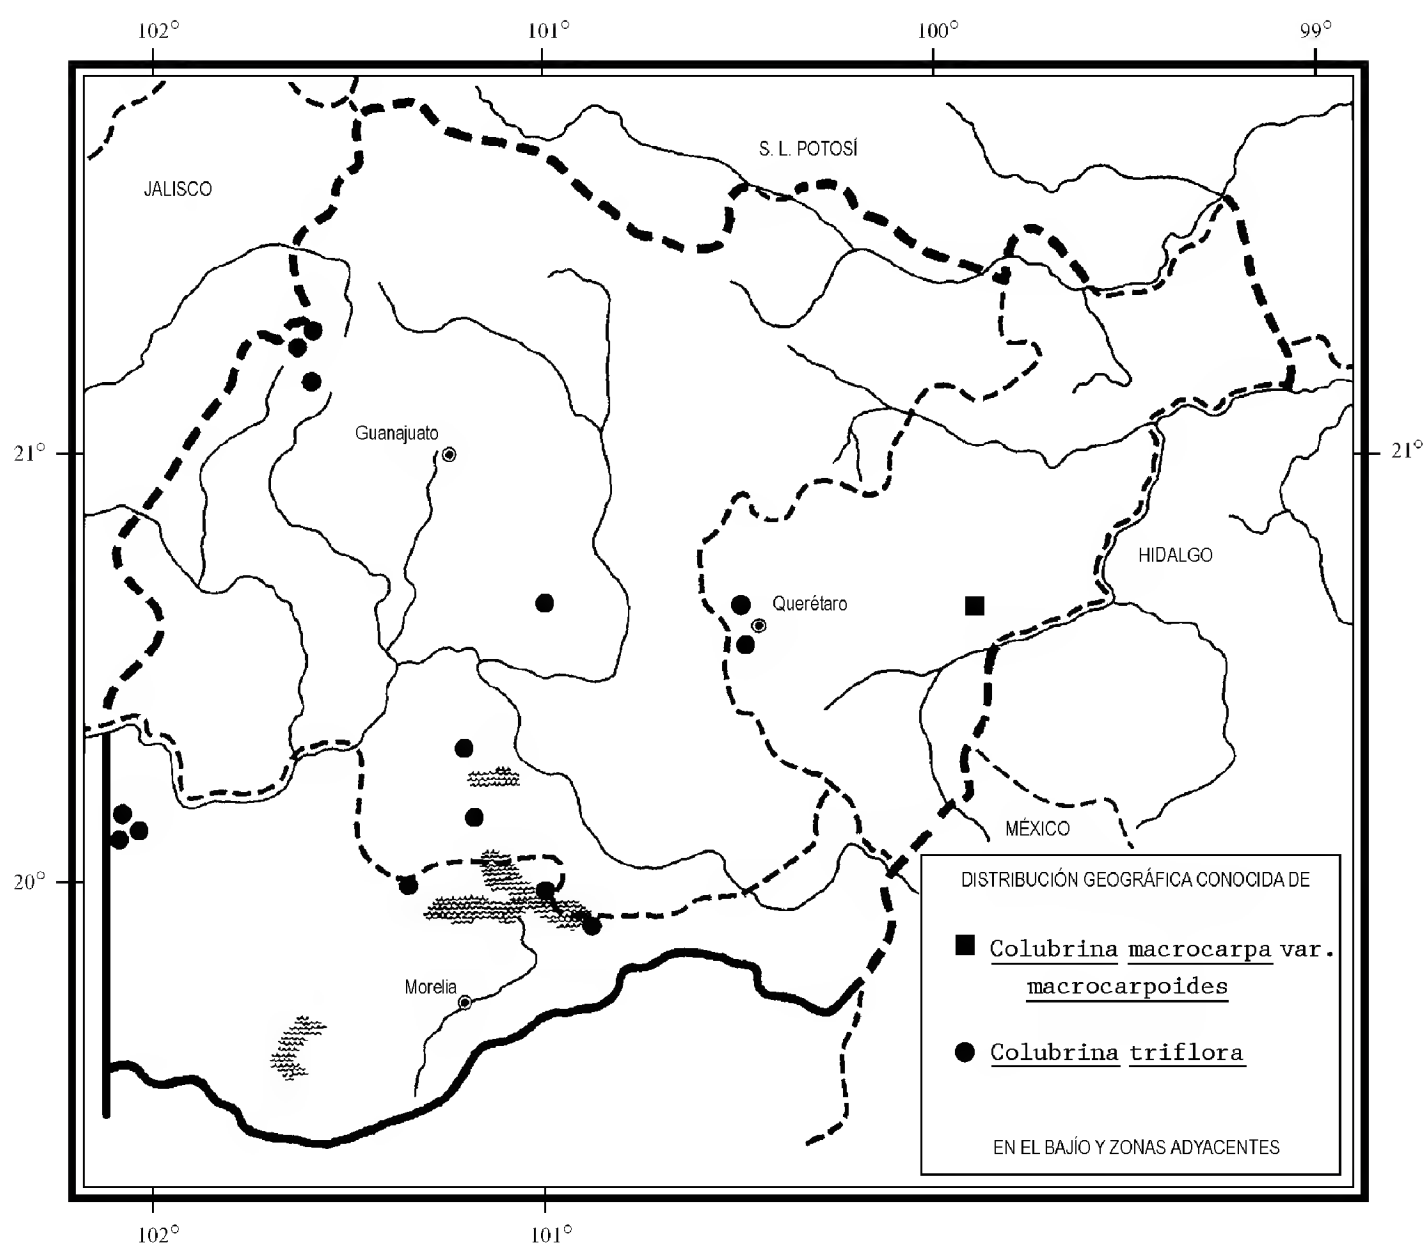 102° 101° 100° 99°
S. L. POTOSÍ
JALISCO
Guanajuato
21° 21°
HIDALGO
Querétaro
MÉXICO
20°
DISTRIBUCIÓN GEOGRÁFICA CONOCIDA DE
Colubrina macrocarpa var.
macrocarpoides
Morelia
Colubrina triflora
EN EL BAJÍO Y ZONAS ADYACENTES
102° 101°